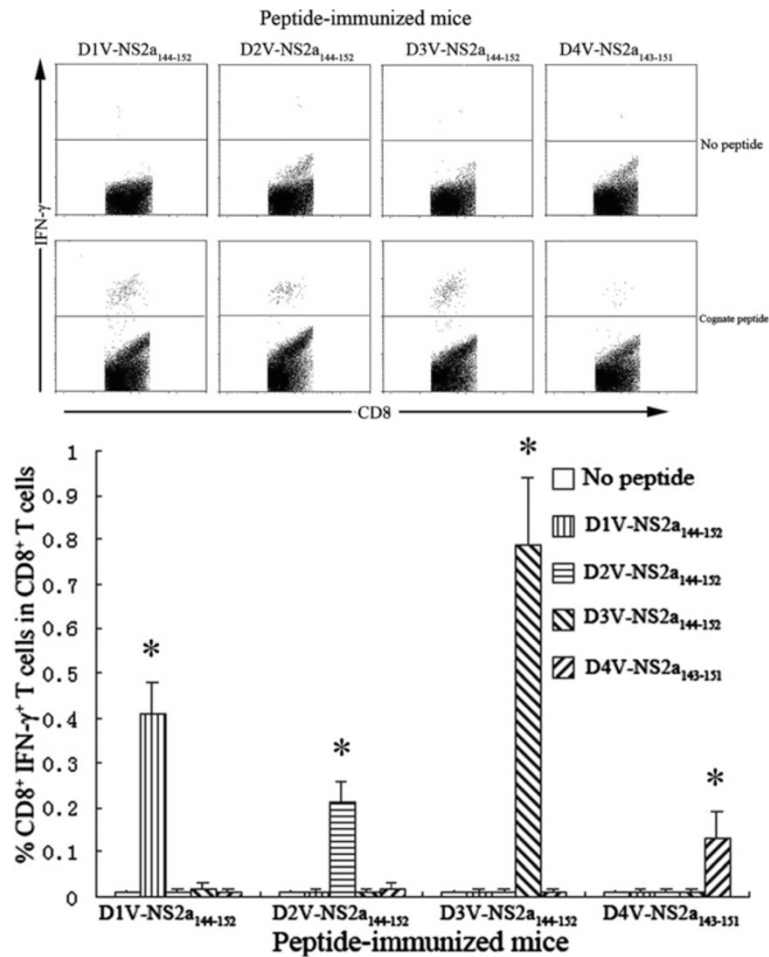 Peptide-immunized mice
D1V-NS2a144-152 D2V-NS2a144-152 D3V-NS2a144-152 D4V-NS2a143-151
IFN-γ
No peptide
Cognate peptide
CD8
% CD8+ IFN-γ+ T cells in CD8+ T cells
1
0.9
0.8
0.7
0.6
0.5
0.4
0.3
0.2
0.1
0
*
*
*
*
No peptide
D1V-NS2a144-152
D2V-NS2a144-152
D3V-NS2a144-152
D4V-NS2a143-151
D1V-NS2a144-152 D2V-NS2a144-152 D3V-NS2a144-152 D4V-NS2a143-151
Peptide-immunized mice